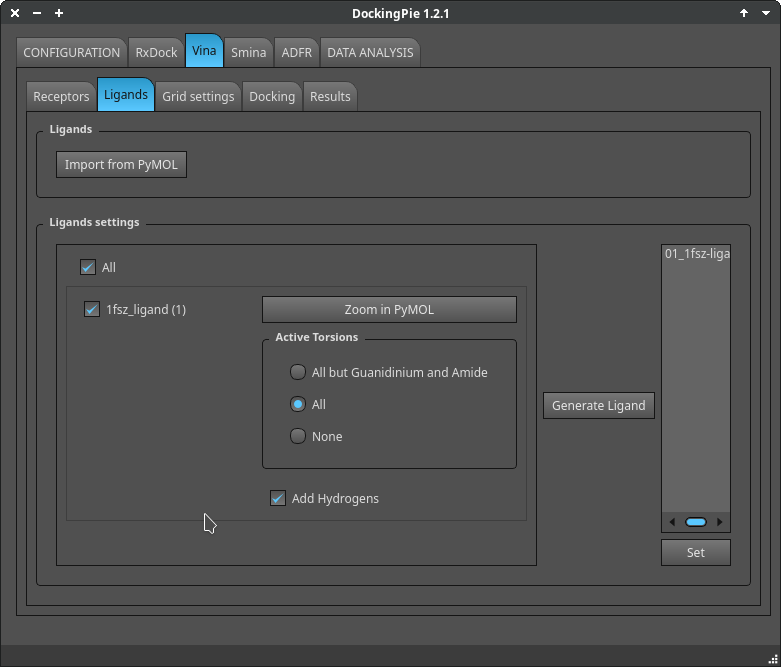 DockingPie 1.2.1
CONFIGURATION RxDock Vina Smina ADFR DATA ANALYSIS
Receptors Ligands Grid settings Docking Results
Ligands
Import from PyMOL
Ligands settings
All
01_1fsz-liga
1fsz_ligand (1)
Zoom in PyMOL
Active Torsions
All but Guanidinium and Amide
All
Generate Ligand
None
Add Hydrogens
Set